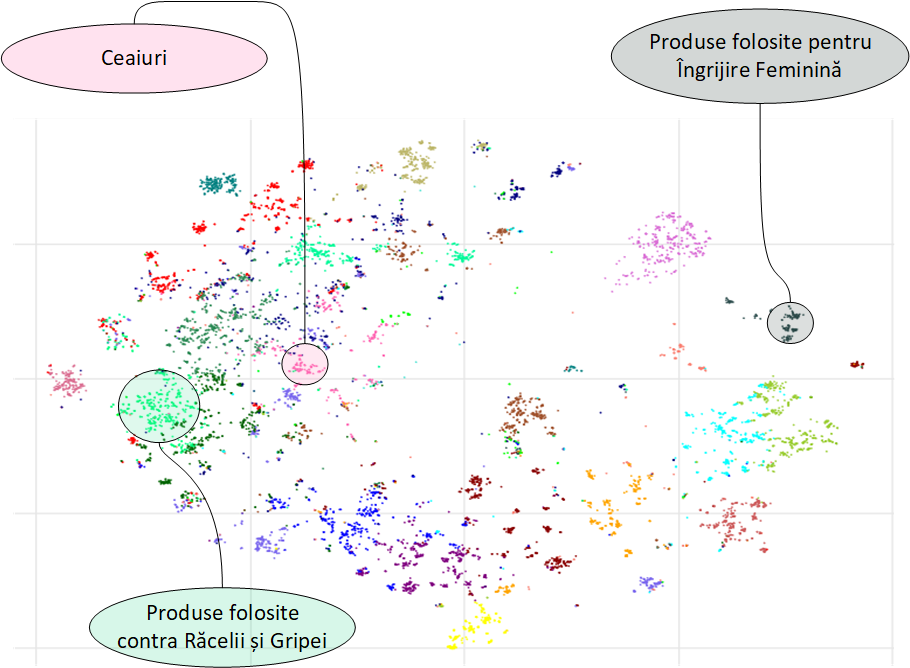 Ceaiuri
Produse folosite pentru
Îngrijire Feminină
Produse folosite
contra Răcelii și Gripei